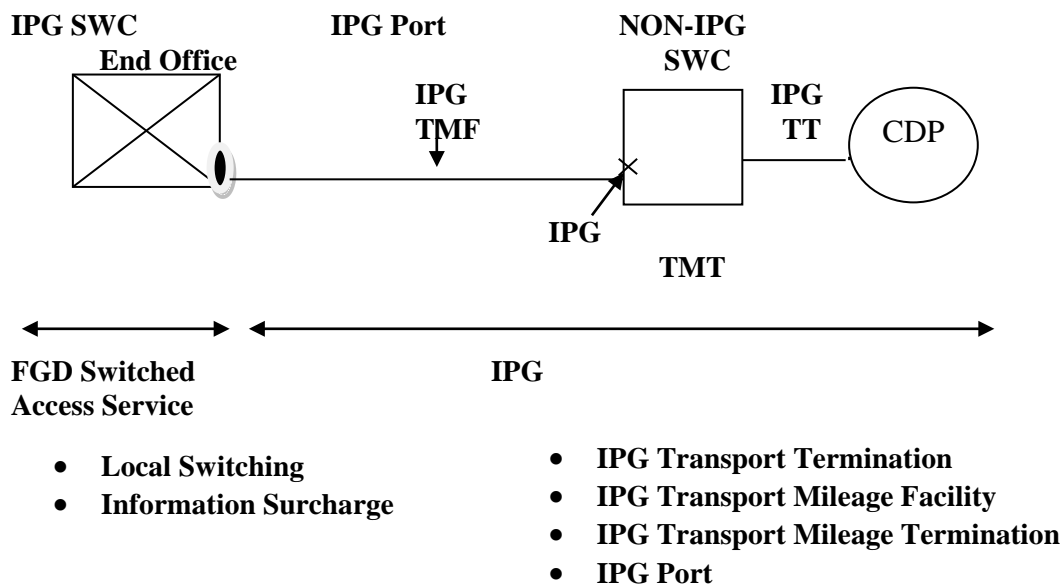 IPG SWC
End Office
IPG Port
NON-IPG
SWC
IPG
TMF
IPG
TT
CDP
IPG
TMT
FGD Switched
Access Service
IPG
• Local Switching
• Information Surcharge
• IPG Transport Termination
• IPG Transport Mileage Facility
• IPG Transport Mileage Termination
• IPG Port